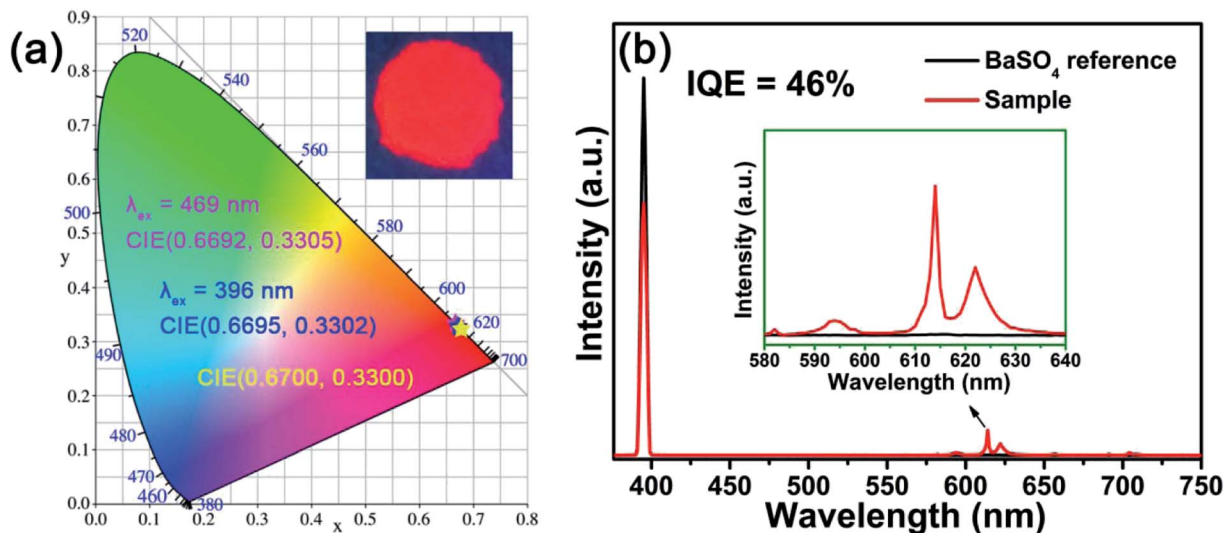 (a)
0.9
0.8
0.7
0.6
0.5
0.4
0.3
0.2
0.1
0.0
y
0.0 0.1 0.2 0.3 0.4 0.5 0.6 0.7 0.8
x
520
540
560
500
580
600
620
490
700
480
470
460
380
λex = 469 nm
CIE(0.6692, 0.3305)
λex = 396 nm
CIE(0.6695, 0.3302)
CIE(0.6700, 0.3300)
(b)
IQE = 46%
BaSO4 reference
Sample
Intensity (a.u.)
Intensity (a.u.)
580 590 600 610 620 630 640
Wavelength (nm)
400 450 500 550 600 650 700 750
Wavelength (nm)